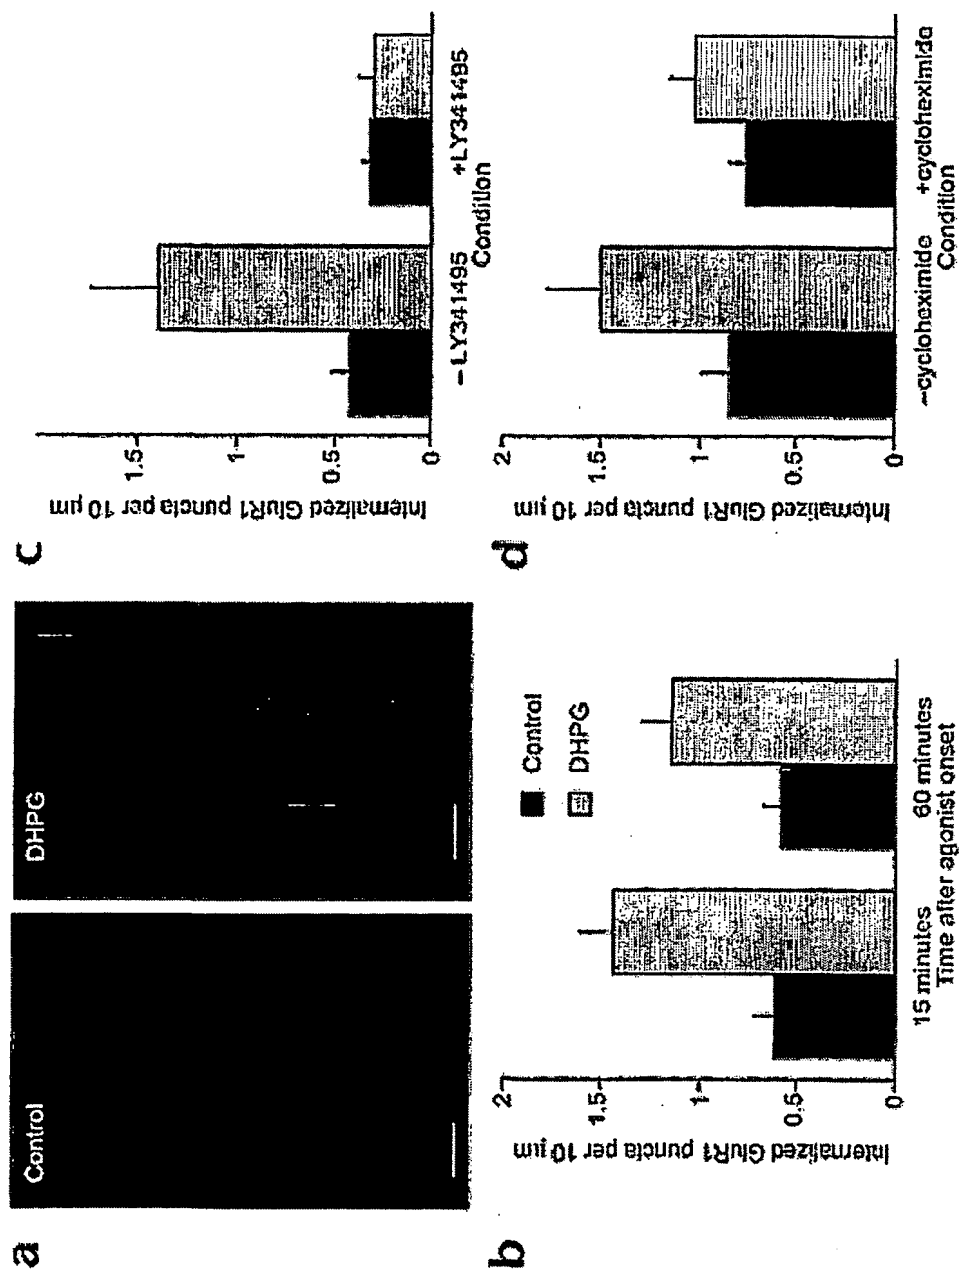 a
Control
DHPG
b
Internalized GluR1 puncta per 10 µm
2
1.5
1
0.5
0
Control
DHPG
15 minutes
60 minutes
Time after agonist onset
c
Internalized GluR1 puncta per 10 µm
1.5
1
0.5
0
–LY341495
+LY341495
Condition
d
Internalized GluR1 puncta per 10 µm
2
1.5
1
0.5
0
–cycloheximide
+cycloheximide
Condition